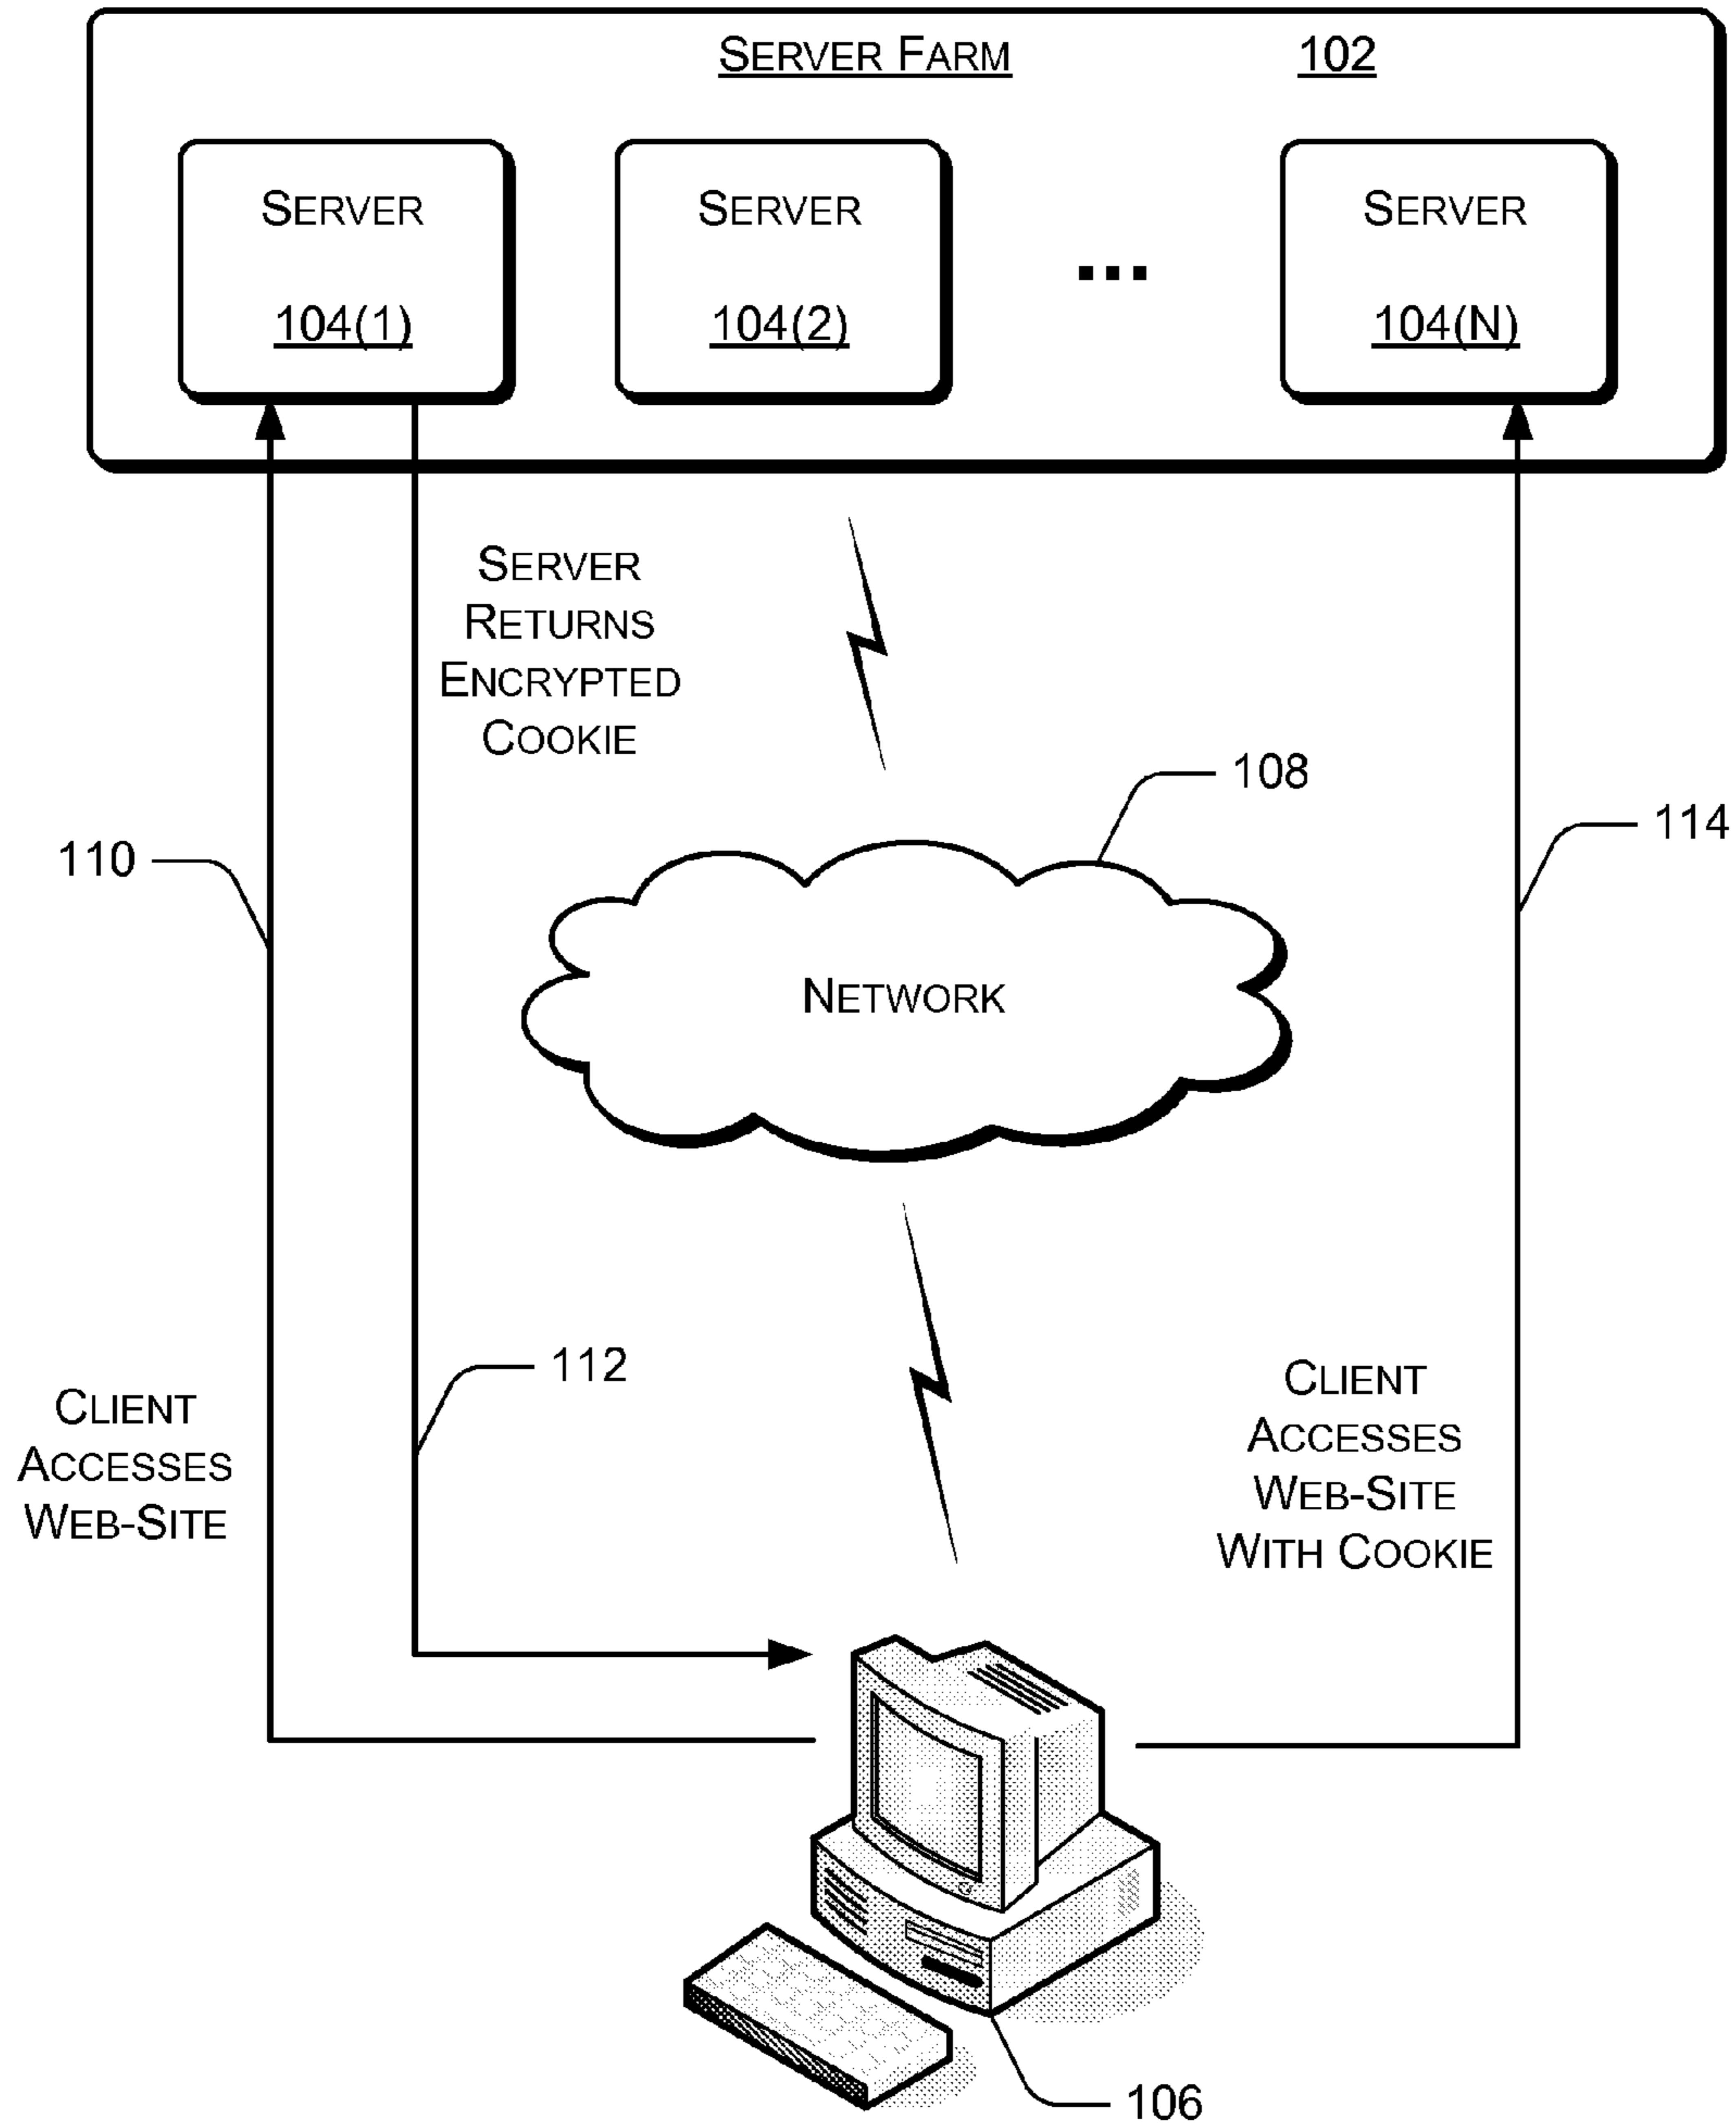 SERVER FARM 102
SERVER
104(1)
SERVER
104(2)
...
SERVER
104(N)
SERVER
RETURNS
ENCRYPTED
COOKIE
108
114
110
NETWORK
112
CLIENT
ACCESSES
WEB-SITE
CLIENT
ACCESSES
WEB-SITE
WITH COOKIE
106